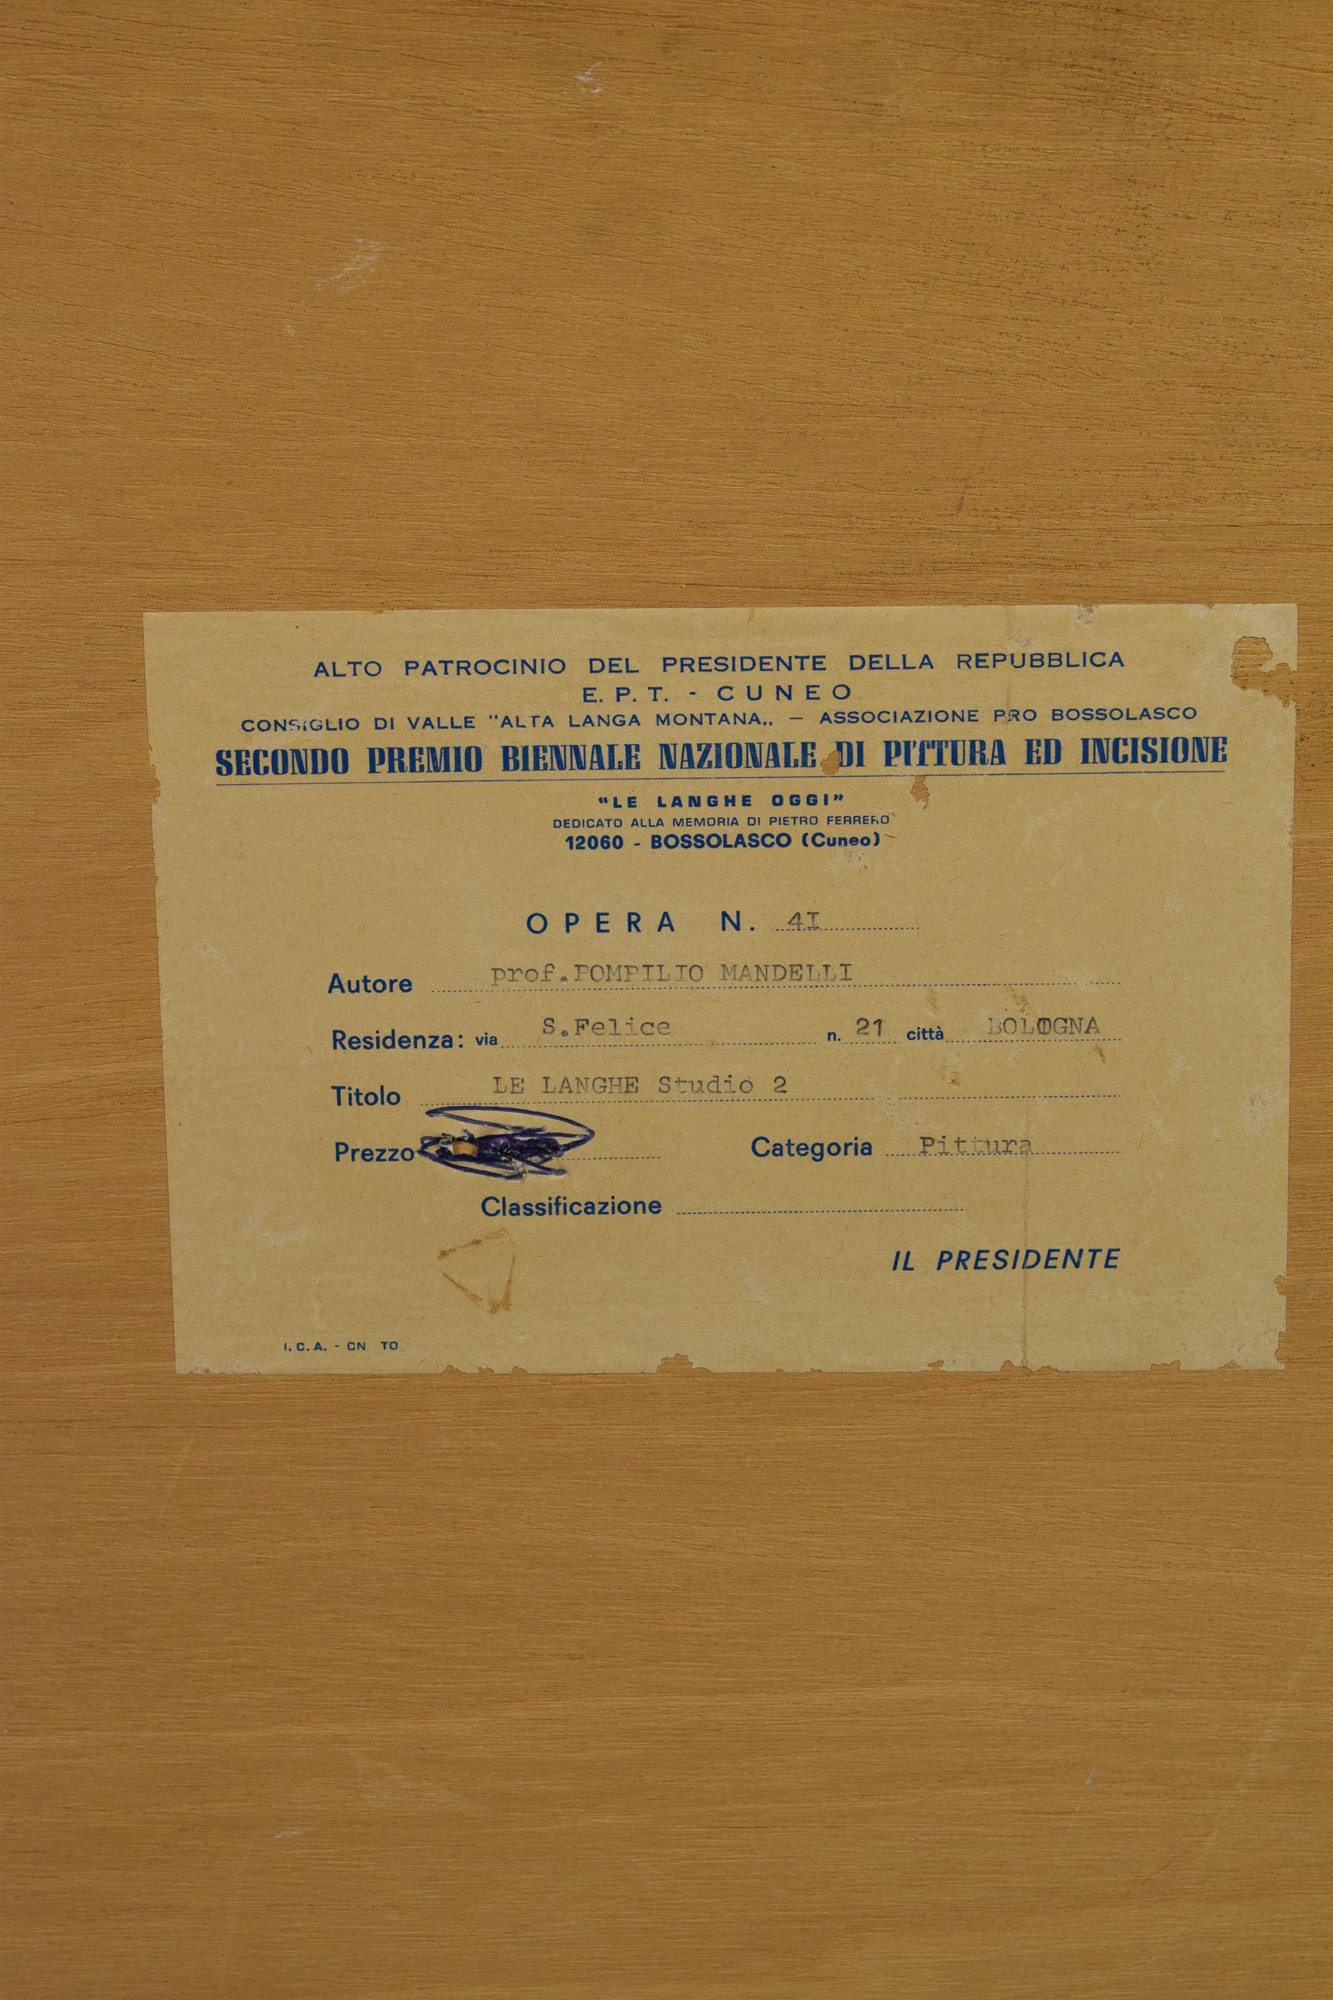 ALTO PATROCINIO DEL PRESIDENTE DELLA REPUBBLICA
E. P. T. - CUNEO
CONSIGLIO DI VALLE "ALTA LANGA MONTANA,, — ASSOCIAZIONE PRO BOSSOLASCO
SECONDO PREMIO BIENNALE NAZIONALE DI PITTURA ED INCISIONE
"LE LANGHE OGGI"
DEDICATO ALLA MEMORIA DI PIETRO FERRERO
12060 - BOSSOLASCO (Cuneo)
OPERA N. 4I
Autore prof.POMPILIO MANDELLI
Residenza: via S.Felice n. 21 città BOLOGNA
Titolo LE LANGHE Studio 2
Prezzo Categoria Pittura
Classificazione
IL PRESIDENTE
I. C. A. - CN TO